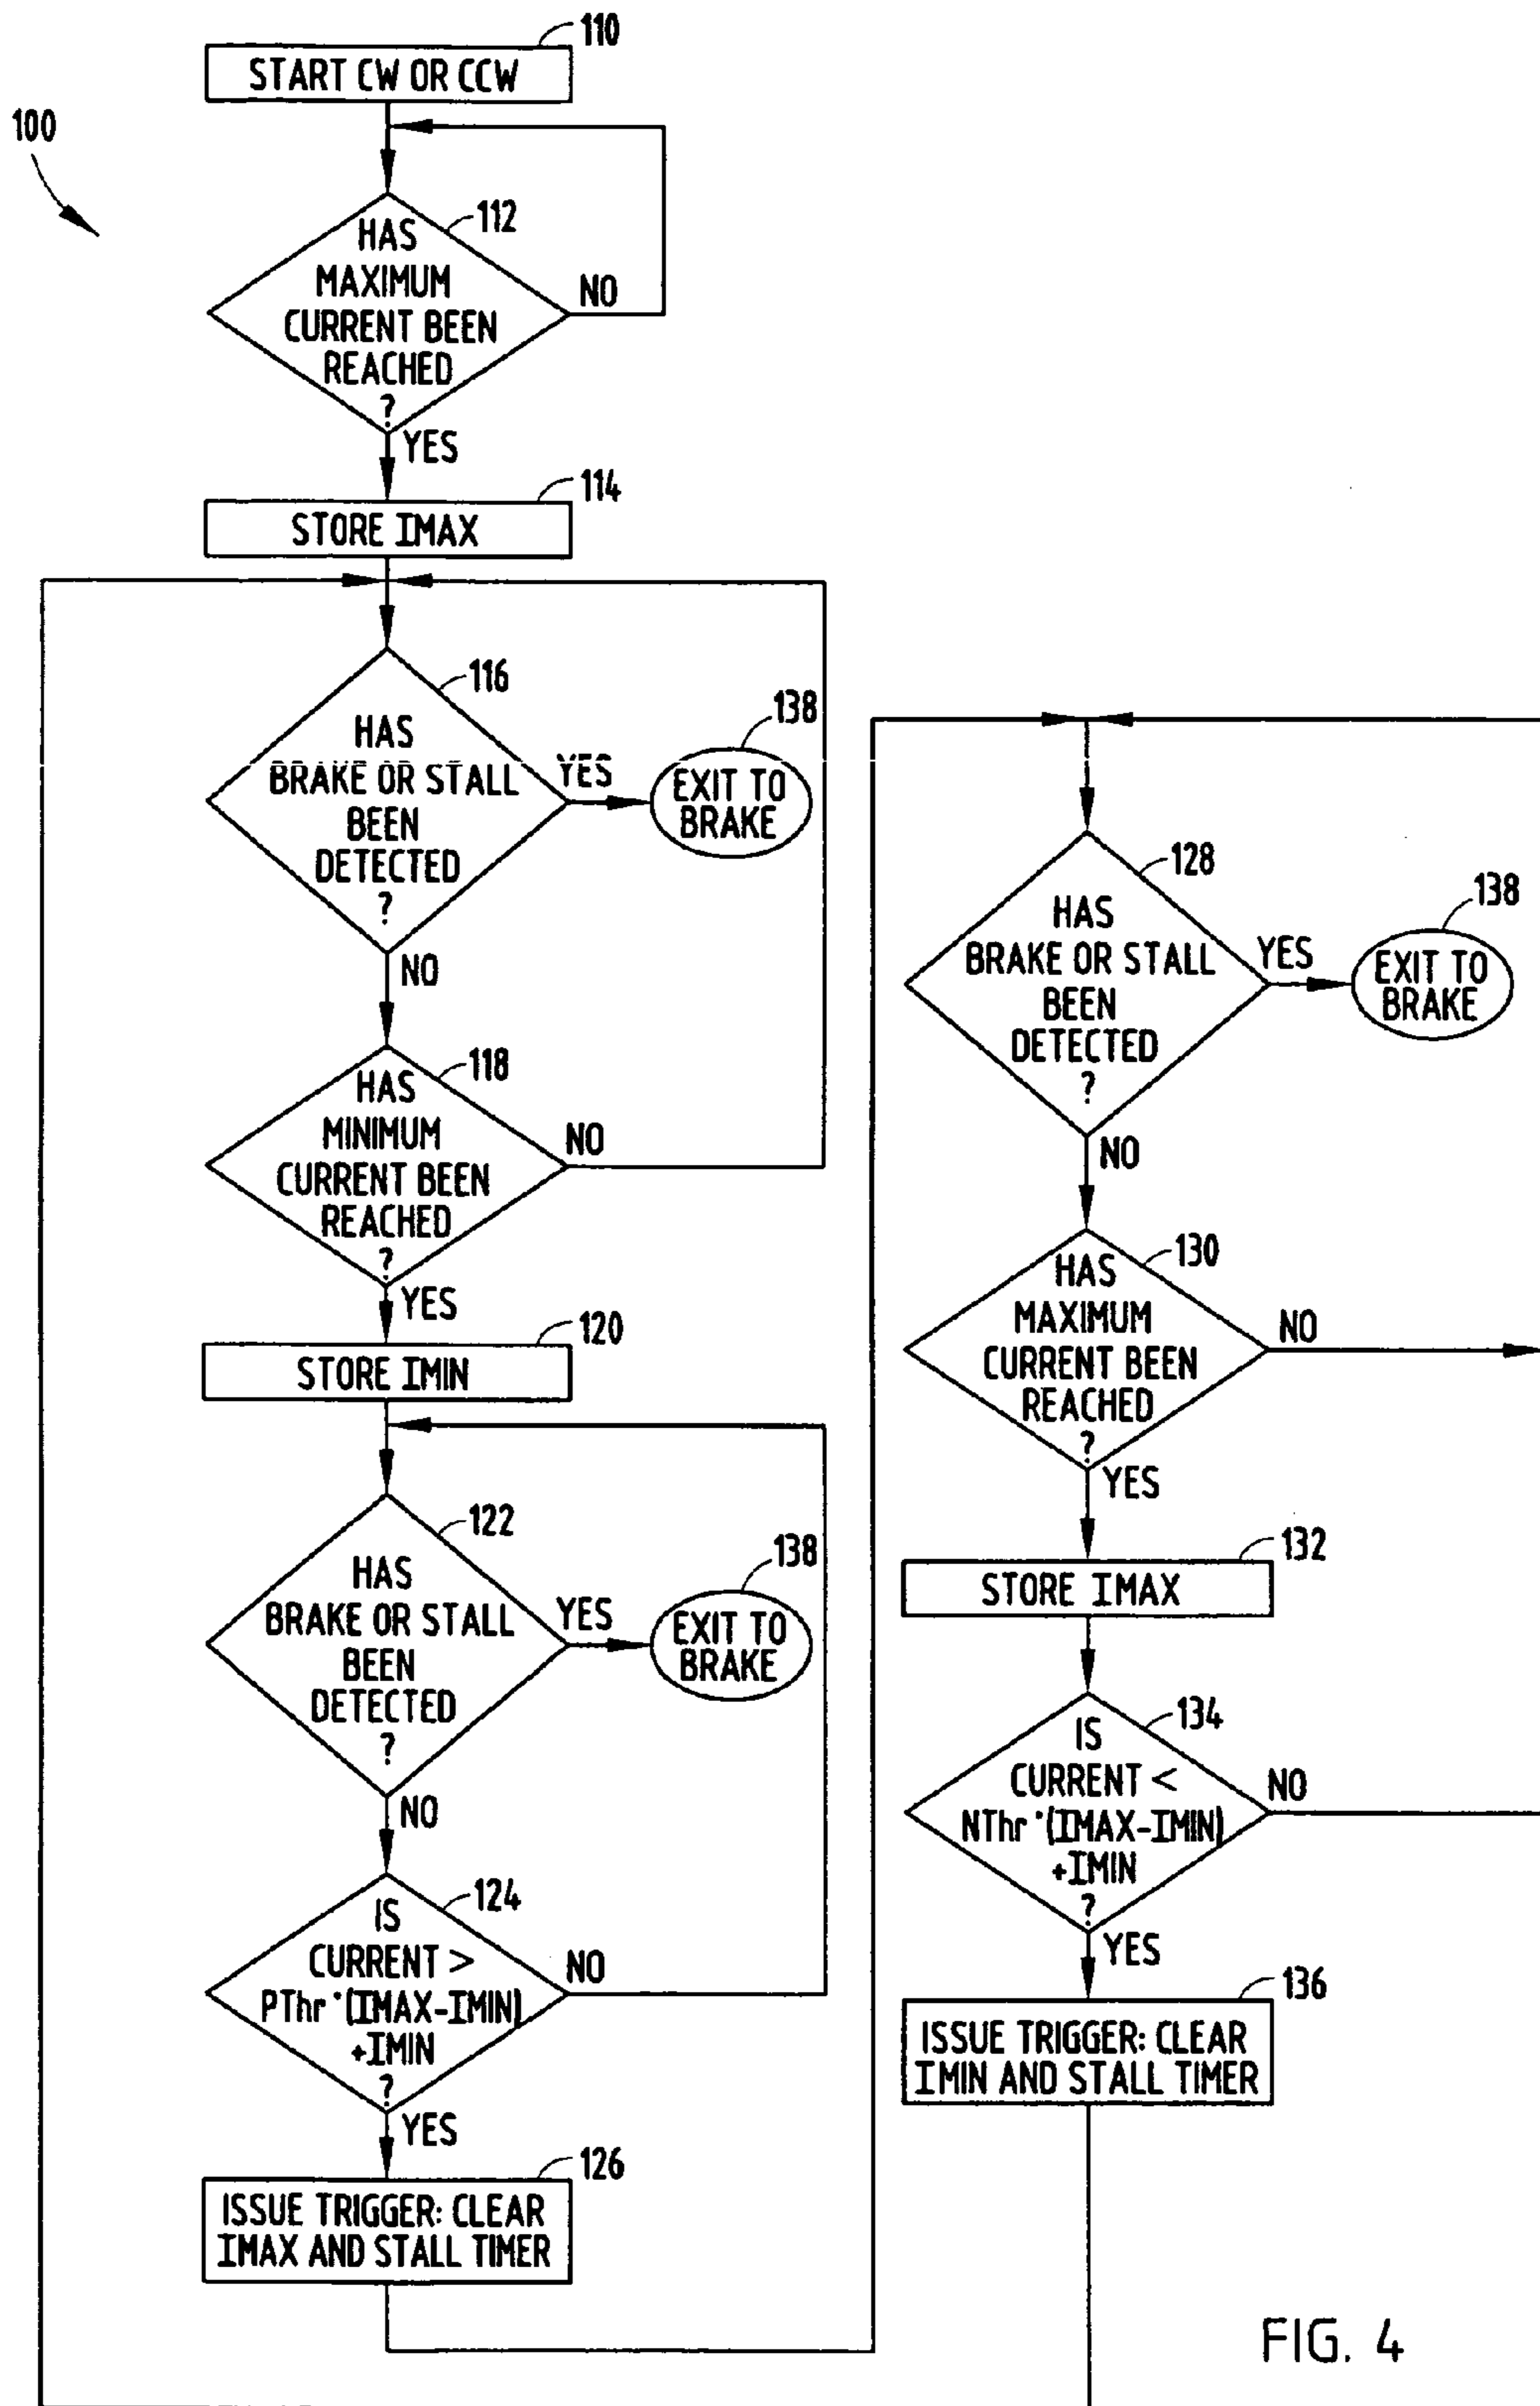 110
START CW OR CCW
100
112
HAS
MAXIMUM
CURRENT BEEN
REACHED
?
NO
YES
114
STORE IMAX
116
HAS
BRAKE OR STALL
BEEN
DETECTED
?
YES
138
EXIT TO
BRAKE
NO
118
HAS
MINIMUM
CURRENT BEEN
REACHED
?
NO
YES
120
STORE IMIN
122
HAS
BRAKE OR STALL
BEEN
DETECTED
?
YES
138
EXIT TO
BRAKE
NO
124
IS
CURRENT >
PThr·(IMAX-IMIN)
+IMIN
?
NO
YES
126
ISSUE TRIGGER: CLEAR
IMAX AND STALL TIMER
128
HAS
BRAKE OR STALL
BEEN
DETECTED
?
YES
138
EXIT TO
BRAKE
NO
130
HAS
MAXIMUM
CURRENT BEEN
REACHED
?
NO
YES
132
STORE IMAX
134
IS
CURRENT <
NThr·(IMAX-IMIN)
+IMIN
?
NO
YES
136
ISSUE TRIGGER: CLEAR
IMIN AND STALL TIMER
FIG. 4